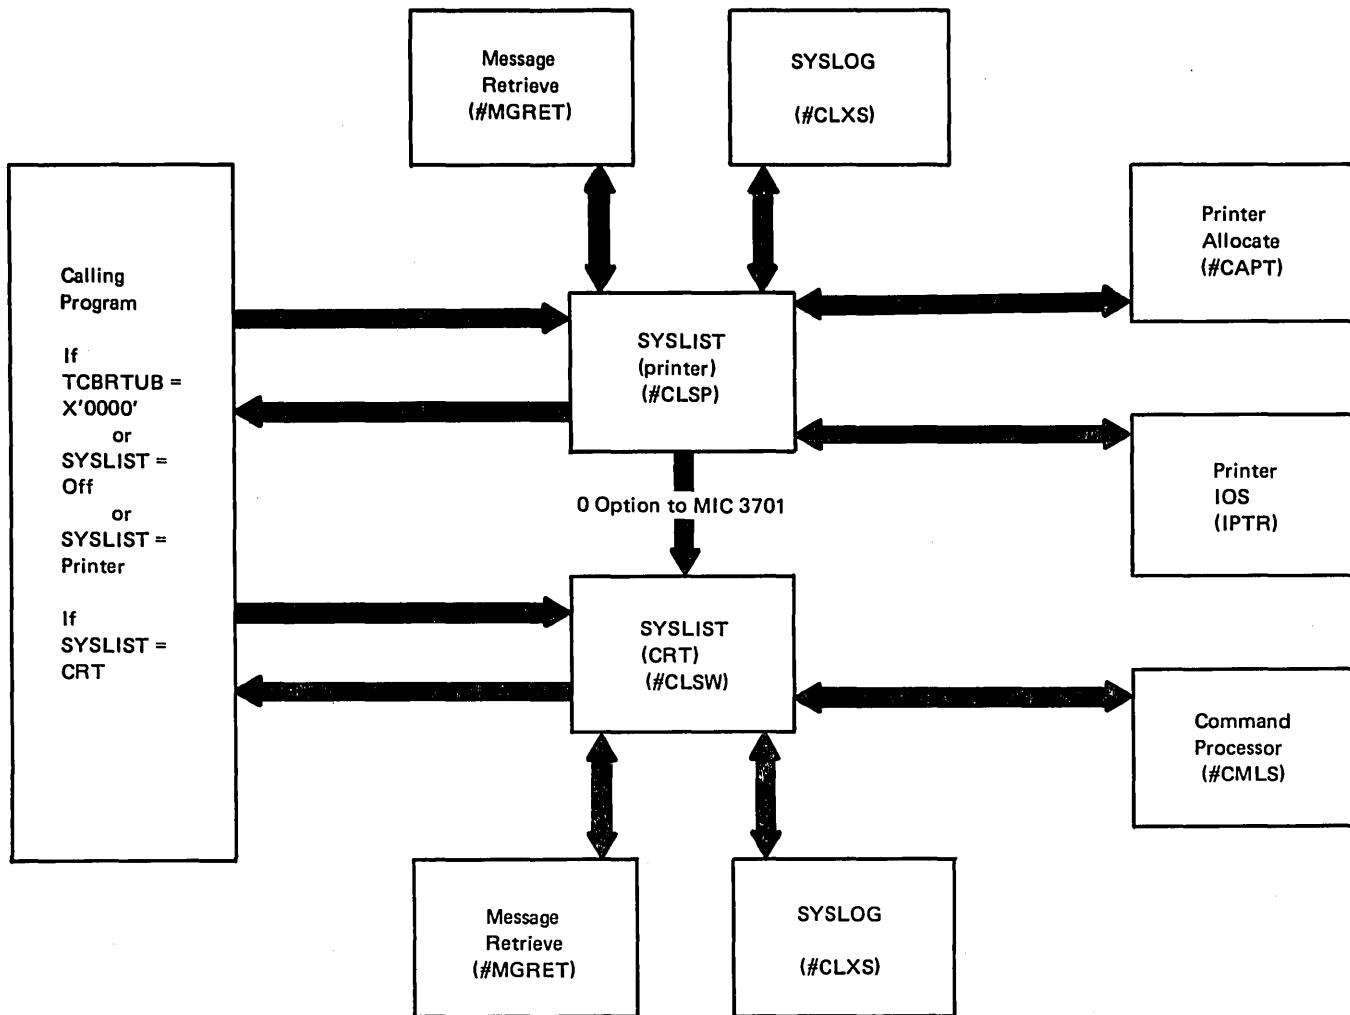 Message
Retrieve
(#MGRET)
SYSLOG
(#CLXS)
Printer
Allocate
(#CAPT)
Calling
Program
If
TCBRTUB =
X'0000'
or
SYSLIST =
Off
or
SYSLIST =
Printer
If
SYSLIST =
CRT
SYSLIST
(printer)
(#CLSP)
Printer
IOS
(IPTR)
0 Option to MIC 3701
SYSLIST
(CRT)
(#CLSW)
Command
Processor
(#CMLS)
Message
Retrieve
(#MGRET)
SYSLOG
(#CLXS)